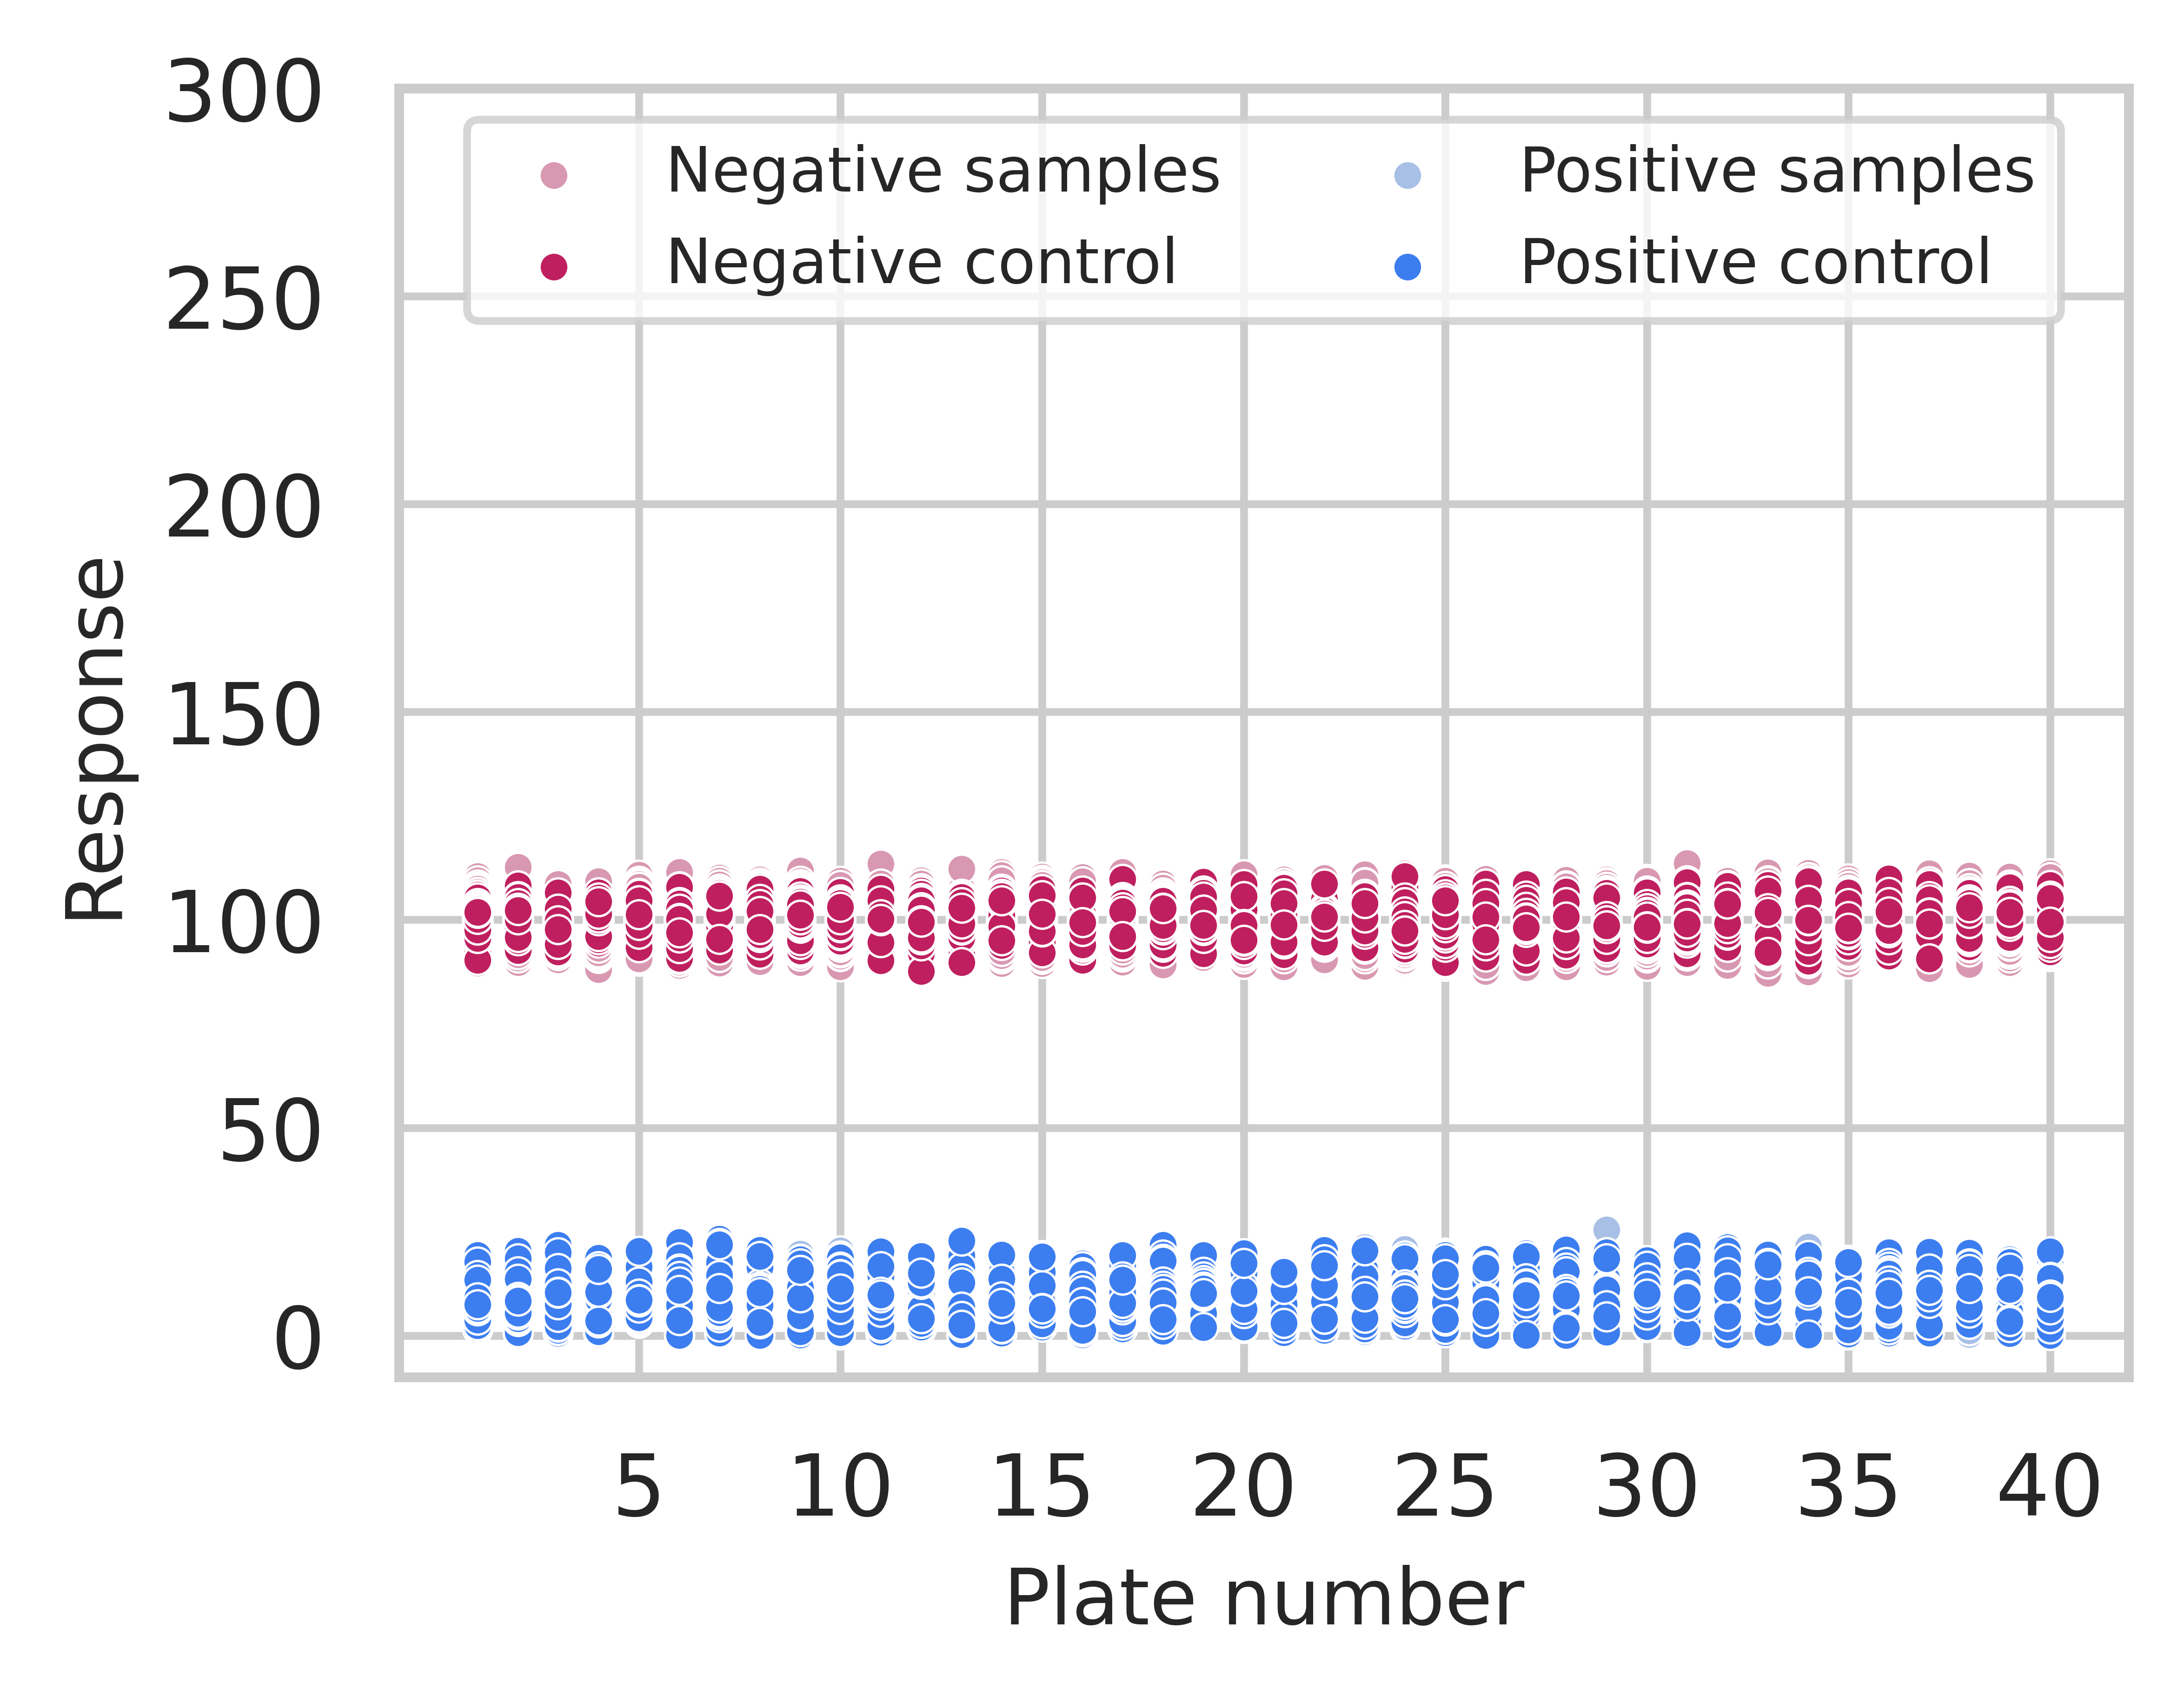 300
250
200
150
100
50
0
Response
Negative samples
Negative control
Positive samples
Positive control
5 10 15 20 25 30 35 40
Plate number